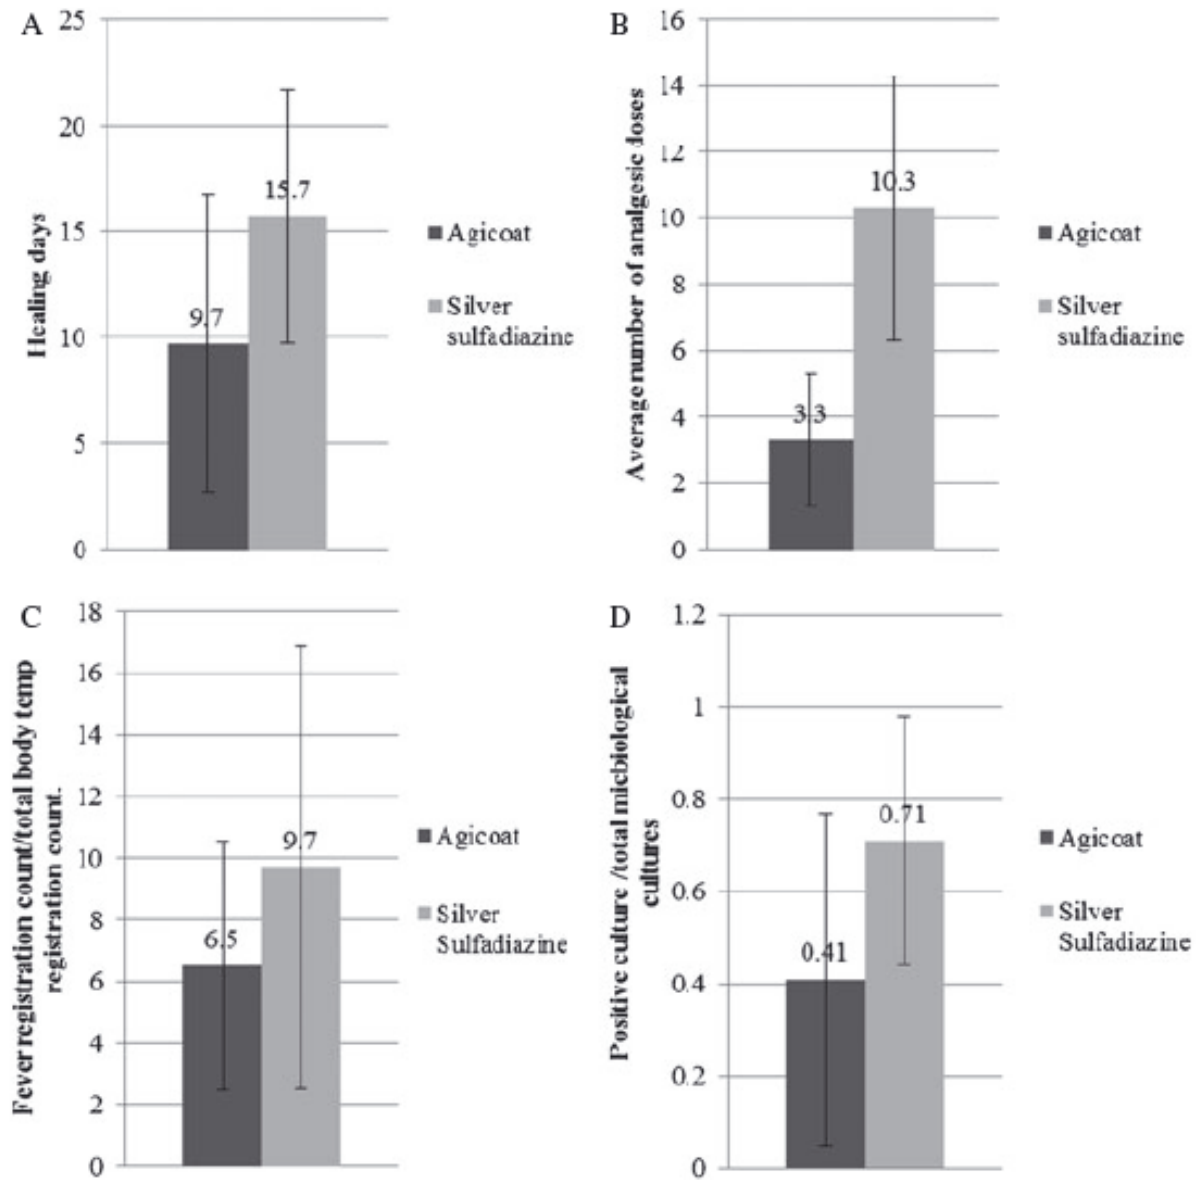 A
25
20
15
10
5
0
Healing days
9.7
15.7
Agicoat
Silver
sulfadiazine
B
16
14
12
10
8
6
4
2
0
Average number of analgesic doses
3.3
10.3
Agicoat
Silver
sulfadiazine
C
18
16
14
12
10
8
6
4
2
0
Fever registration count/total body temp
registration count.
6.5
9.7
Agicoat
Silver
Sulfadiazine
D
1.2
1
0.8
0.6
0.4
0.2
0
Positive culture /total micbiological
cultures
0.41
0.71
Agicoat
Silver
Sulfadiazine